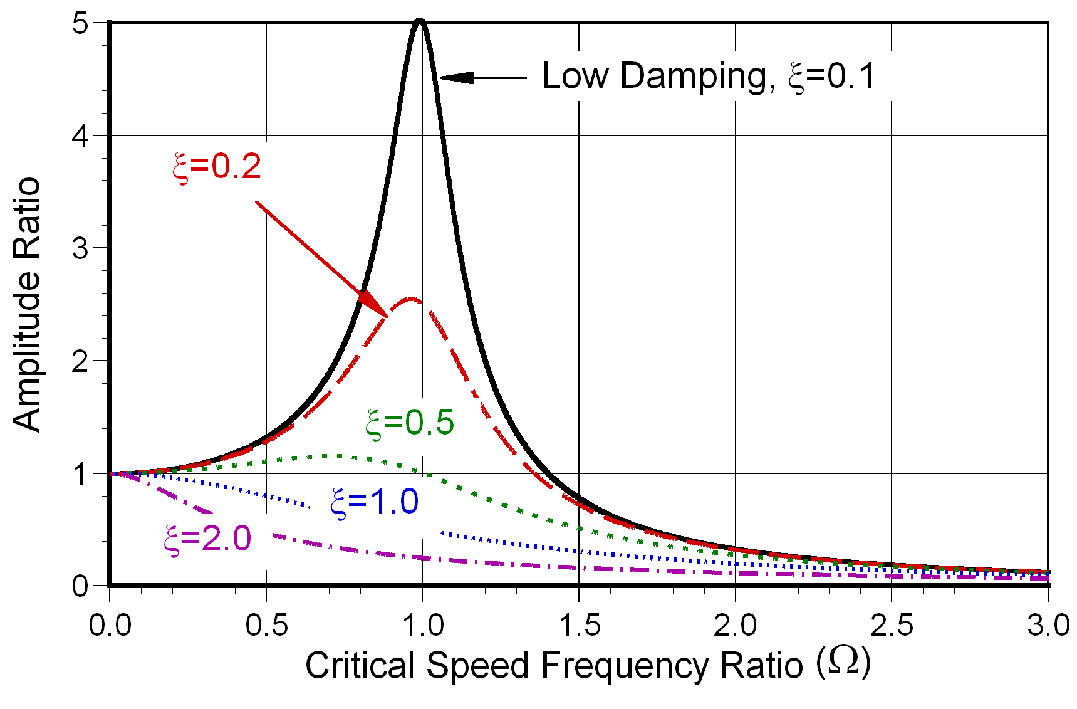 5
Low Damping, ξ=0.1
4
ξ=0.2
3
Amplitude Ratio
2
ξ=0.5
1
ξ=1.0
ξ=2.0
0
0.0 0.5 1.0 1.5 2.0 2.5 3.0
Critical Speed Frequency Ratio (Ω)